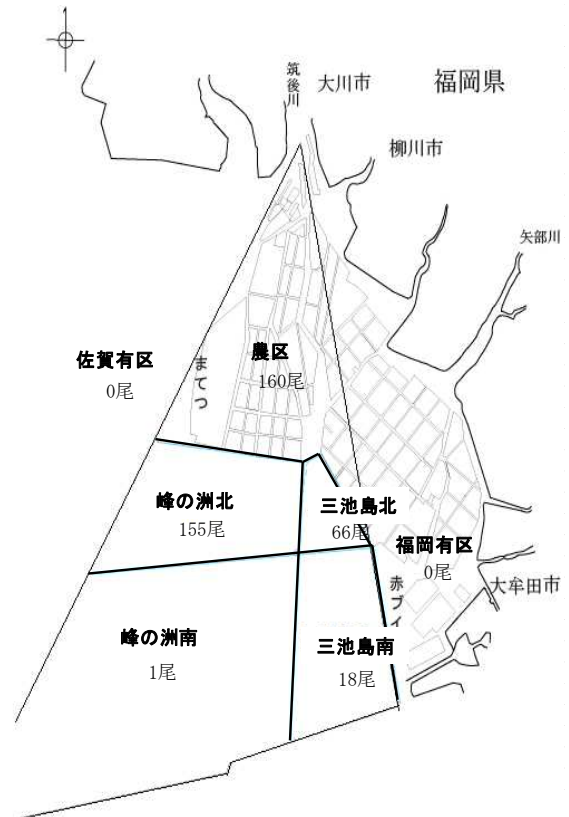 筑後川
大川市
福岡県
柳川市
矢部川
佐賀有区
0尾
まてつ
農区
160尾
峰の洲北
155尾
三池島北
66尾
福岡有区
0尾
赤ブイ
大牟田市
峰の洲南
1尾
三池島南
18尾